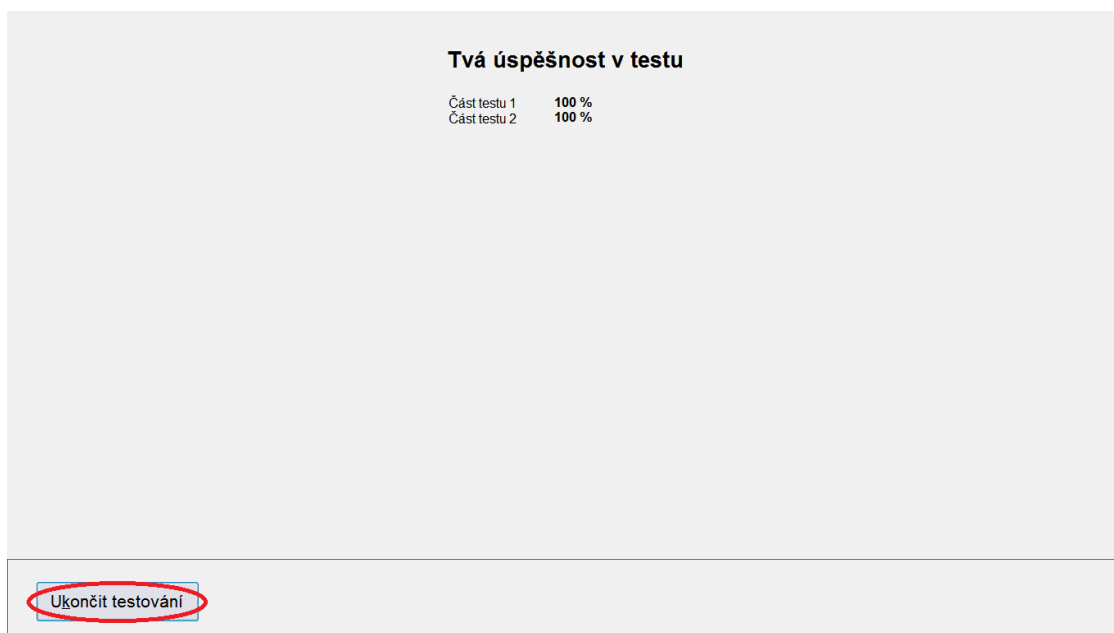 Tvá úspěšnost v testu
Část testu 1 100 %
Část testu 2 100 %
Ukončit testování